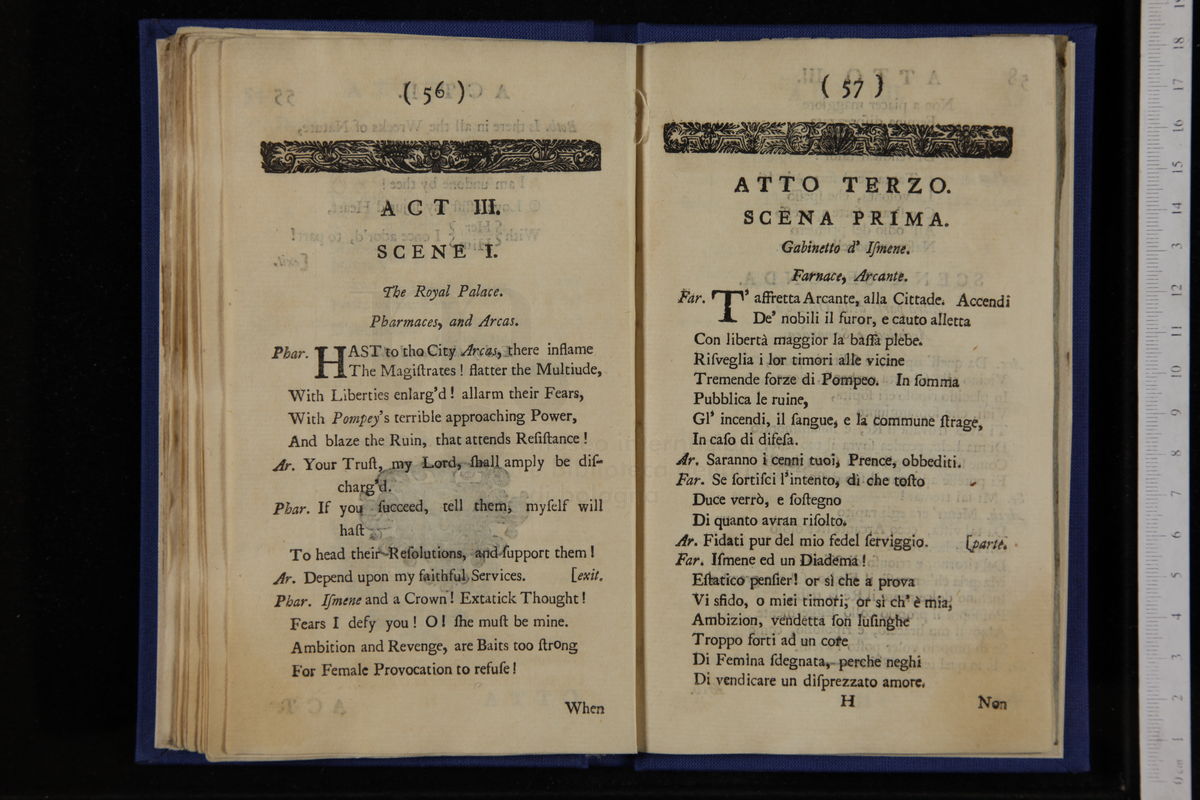 ( 56 )
ACT III.
SCENE I.
The Royal Palace.
Pharmaces, and Arcas.
Phar. HAST to tho City Arcas, there inflame
The Magiſtrates ! flatter the Multiude,
With Liberties enlarg'd ! allarm their Fears,
With Pompey's terrible approaching Power,
And blaze the Ruin, that attends Reſiſtance !
Ar. Your Truſt, my Lord, ſhall amply be diſ-
charg'd.
Phar. If you ſucceed, tell them, myſelf will
haſt
To head their Reſolutions, and ſupport them !
Ar. Depend upon my faithful Services. [exit.
Phar. Iſmene and a Crown ! Extatick Thought !
Fears I defy you ! O ! ſhe muſt be mine.
Ambition and Revenge, are Baits too ſtrong
For Female Provocation to refuſe !
When
( 57 )
ATTO TERZO.
SCENA PRIMA.
Gabinetto d' Iſmene.
Farnace, Arcante.
Far. T' affretta Arcante, alla Cittade. Accendi
De' nobili il furor, e cauto alletta
Con libertà maggior la baſſa plebe.
Riſveglia i lor timori alle vicine
Tremende forze di Pompeo. In ſomma
Pubblica le ruine,
Gl' incendi, il ſangue, e la commune ſtrage,
In caſo di difeſa.
Ar. Saranno i cenni tuoi, Prence, obbediti.
Far. Se ſortiſci l'intento, di che toſto
Duce verrò, e ſoſtegno
Di quanto avran riſolto.
Ar. Fidati pur del mio fedel ſerviggio. [parte.
Far. Iſmene ed un Diadema !
Eſtatico penſier! or sì che a prova
Vi sfido, o miei timori, or sì ch' è mia,
Ambizion, vendetta ſon luſinghe
Troppo forti ad un core
Di Femina ſdegnata, perche neghi
Di vendicare un diſprezzato amore.
H
Non